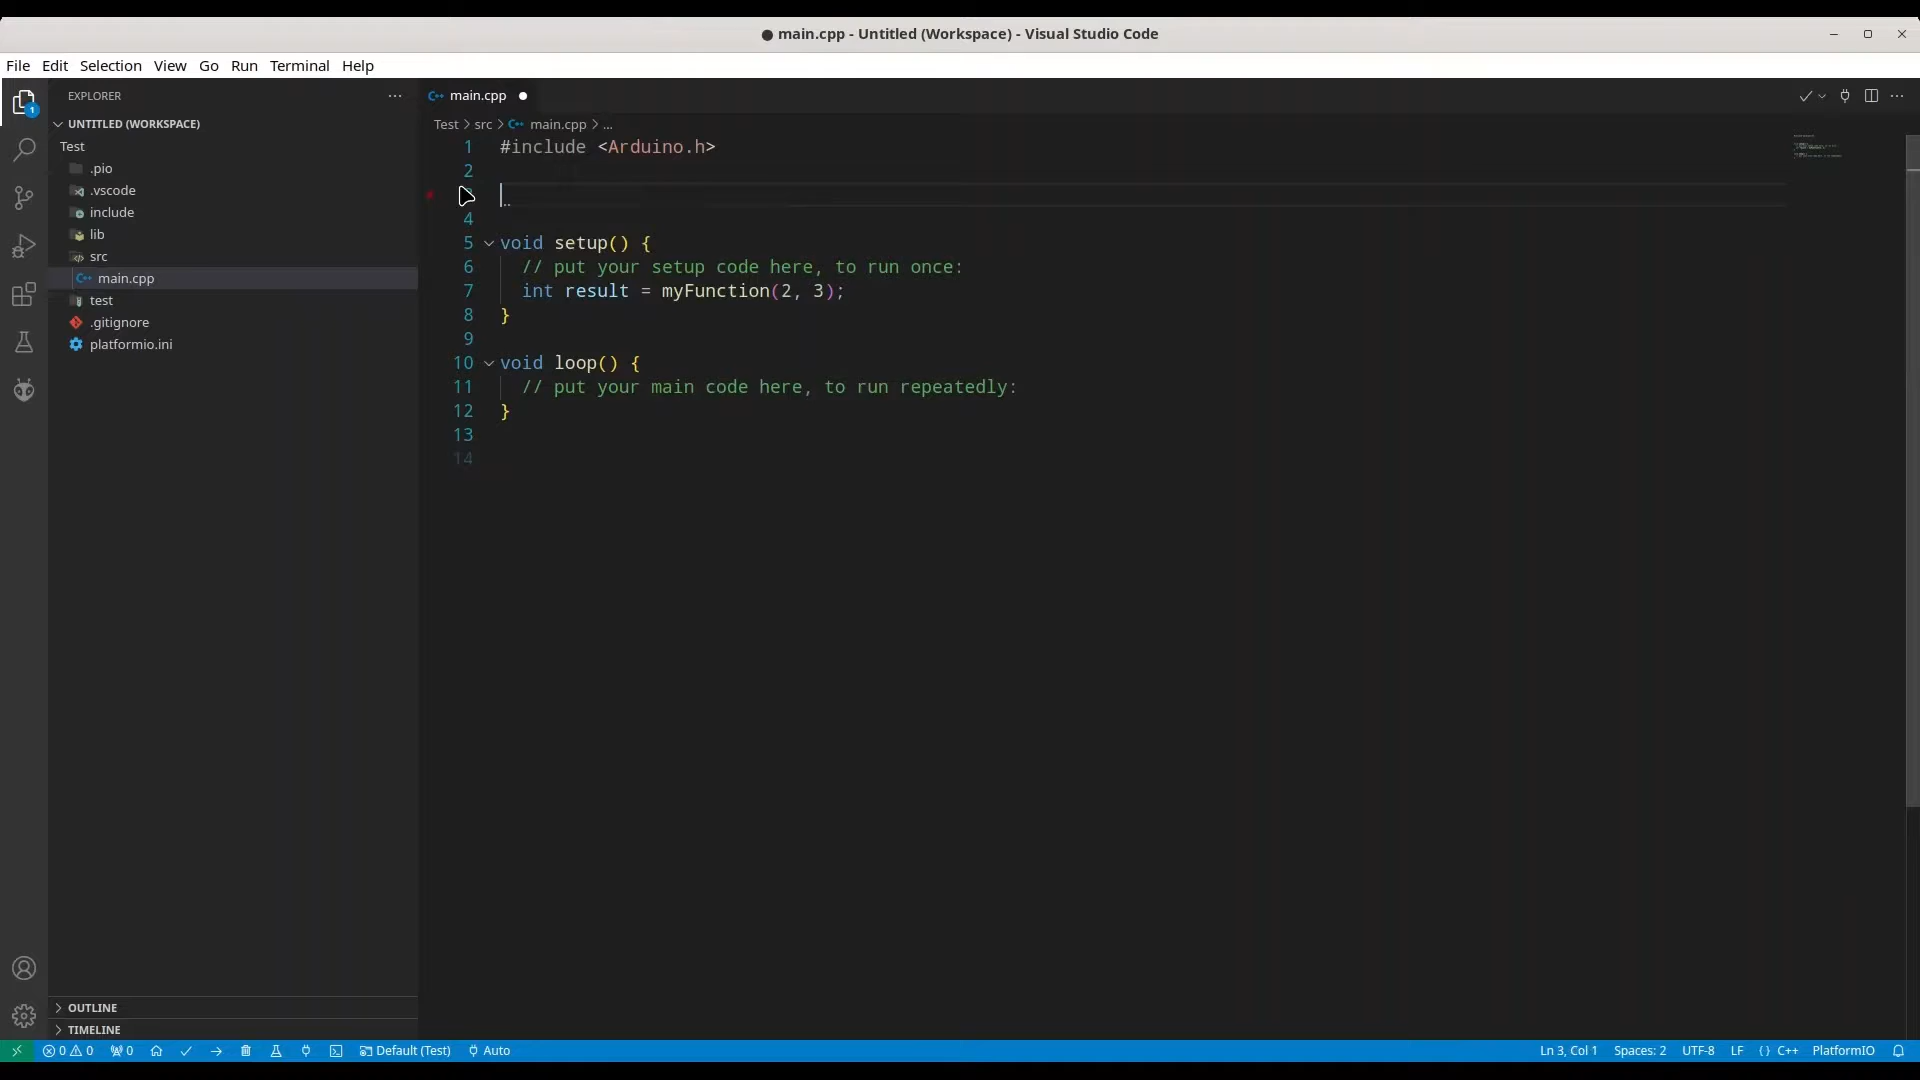 main.cpp - Untitled (Workspace) - Visual Studio Code
File Edit Selection View Go Run Terminal Help
EXPLORER
UNTITLED (WORKSPACE)
Test
.pio
.vscode
include
lib
src
main.cpp
test
.gitignore
platformio.ini
OUTLINE
TIMELINE
1
main.cpp
Test > src > main.cpp > ...
1 #include <Arduino.h>
2
4
5 void setup() {
6 // put your setup code here, to run once:
7 int result = myFunction(2, 3);
8 }
9
10 void loop() {
11 // put your main code here, to run repeatedly:
12 }
13
14
0 0 0 Default (Test) Auto Ln 3, Col 1 Spaces: 2 UTF-8 LF {} C++ PlatformIO